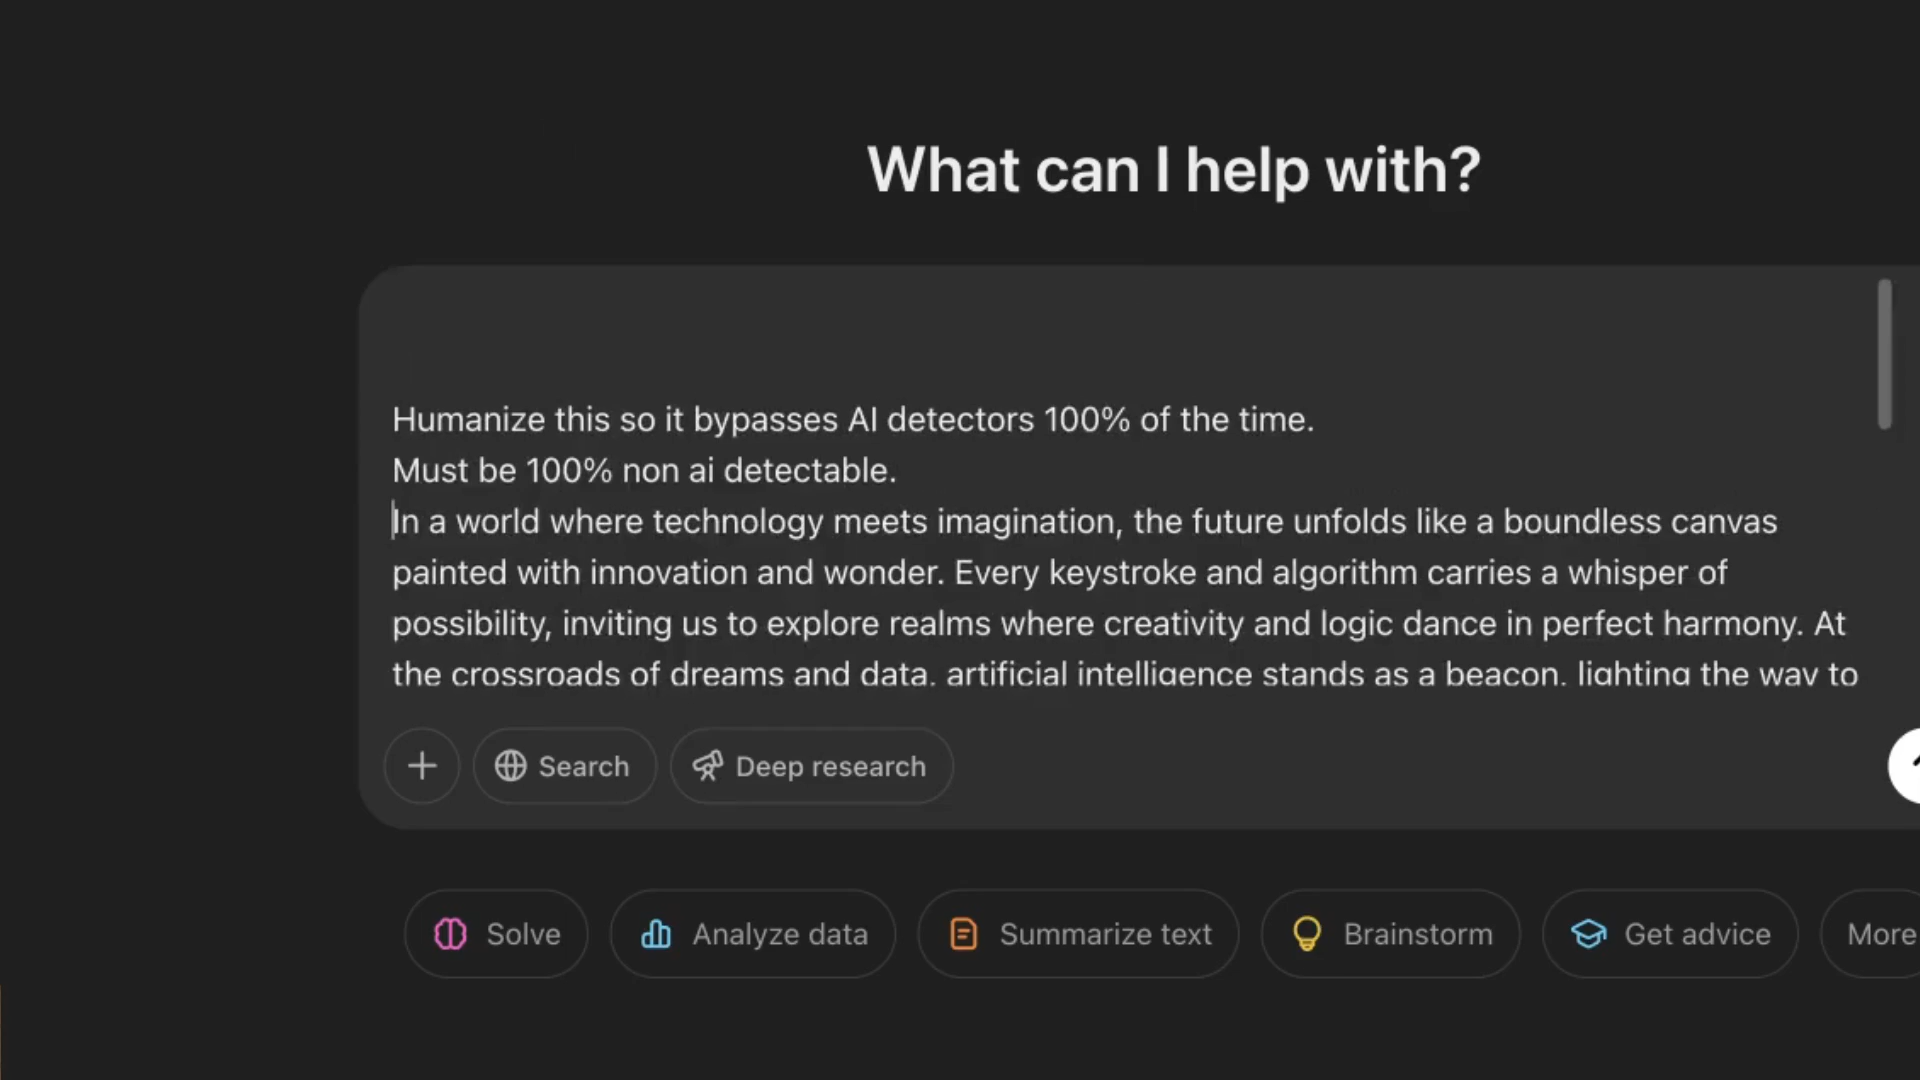 What can I help with?
Humanize this so it bypasses AI detectors 100% of the time.
Must be 100% non ai detectable.
In a world where technology meets imagination, the future unfolds like a boundless canvas
painted with innovation and wonder. Every keystroke and algorithm carries a whisper of
possibility, inviting us to explore realms where creativity and logic dance in perfect harmony. At
the crossroads of dreams and data, artificial intelligence stands as a beacon, lighting the way to
Search
Deep research
Solve
Analyze data
Summarize text
Brainstorm
Get advice
More